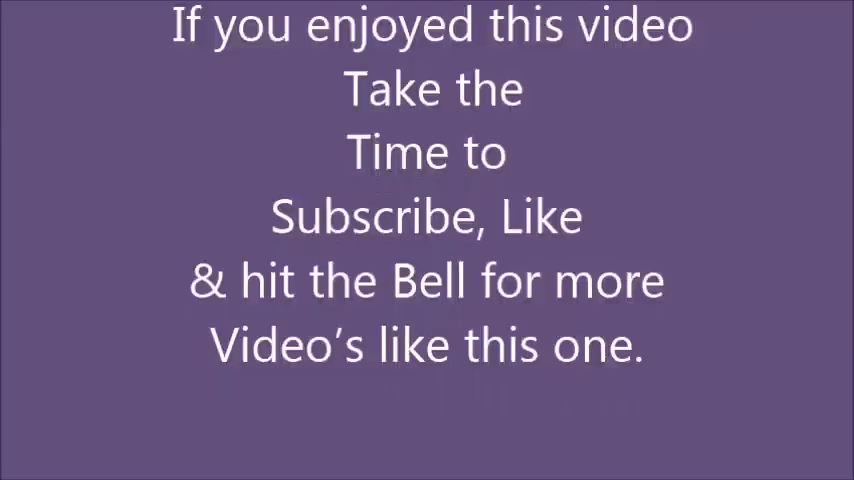 If you enjoyed this video
Take the
Time to
Subscribe, Like
& hit the Bell for more
Video’s like this one.